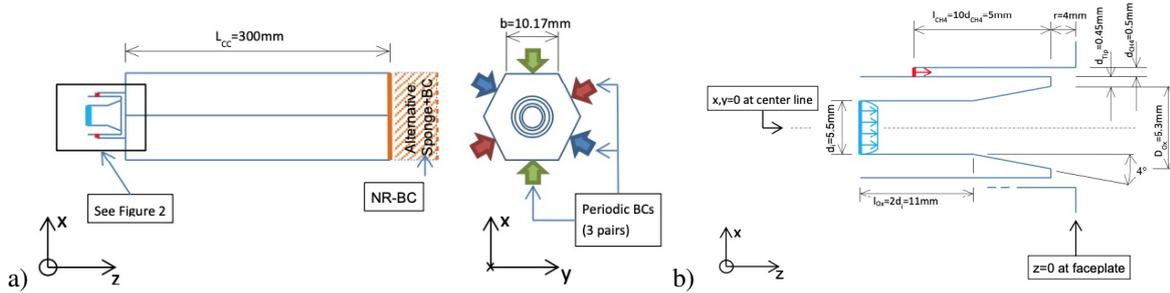 L_CC=300mm
Alternative
Sponge+BC
See Figure 2
NR-BC
X
Z
a)
b=10.17mm
Periodic BCs
(3 pairs)
X
y
l_CH4=10d_CH4=5mm
r=4mm
d_Tip=0.45mm
d_CH4=0.5mm
x,y=0 at center line
d_i=5.5mm
D_Ox=6.3mm
4°
l_Ox=2d_i=11mm
z=0 at faceplate
x
z
b)